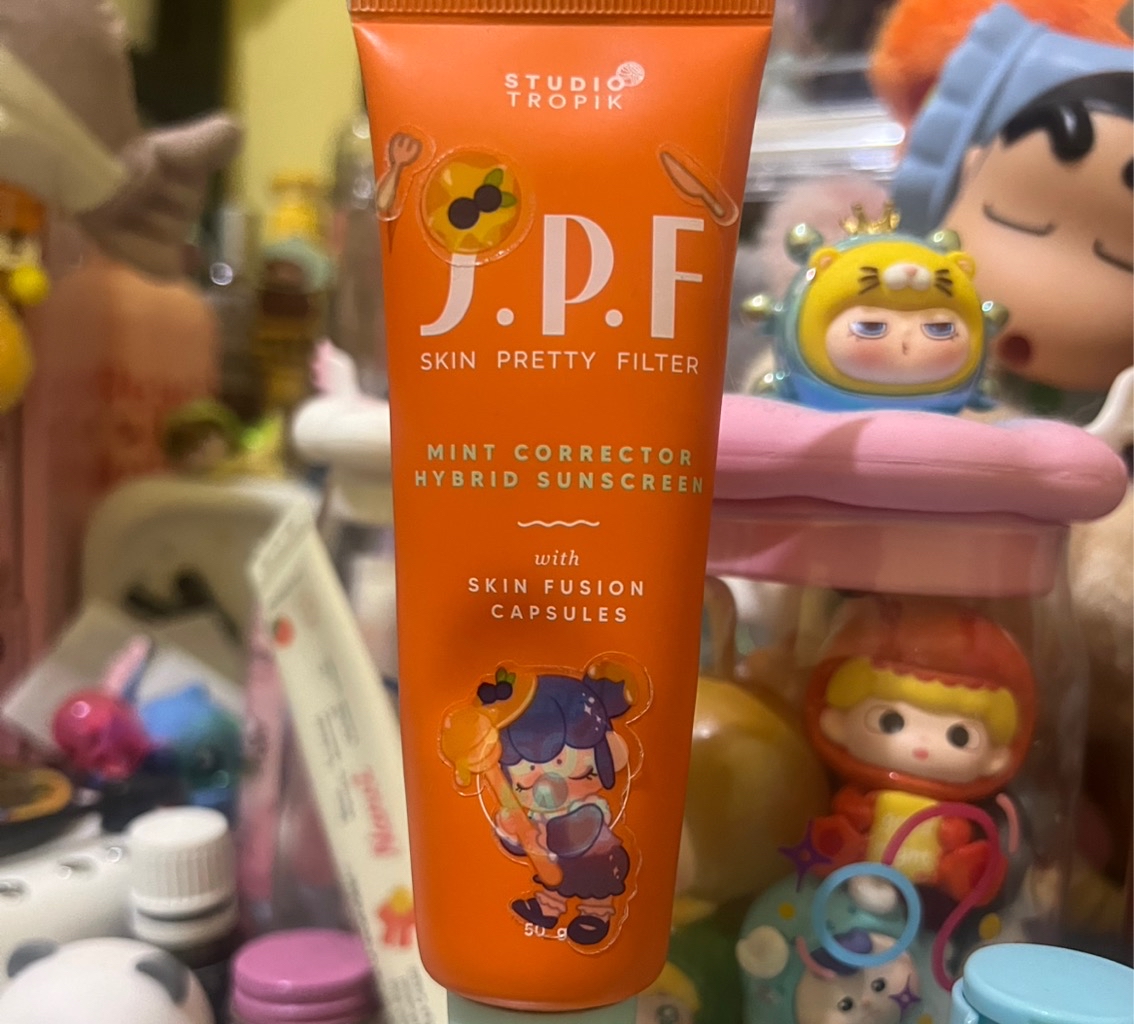 STUDIO
TROPIK
S.P.F
SKIN PRETTY FILTER
MINT CORRECTOR
HYBRID SUNSCREEN
with
SKIN FUSION
CAPSULES
50 g